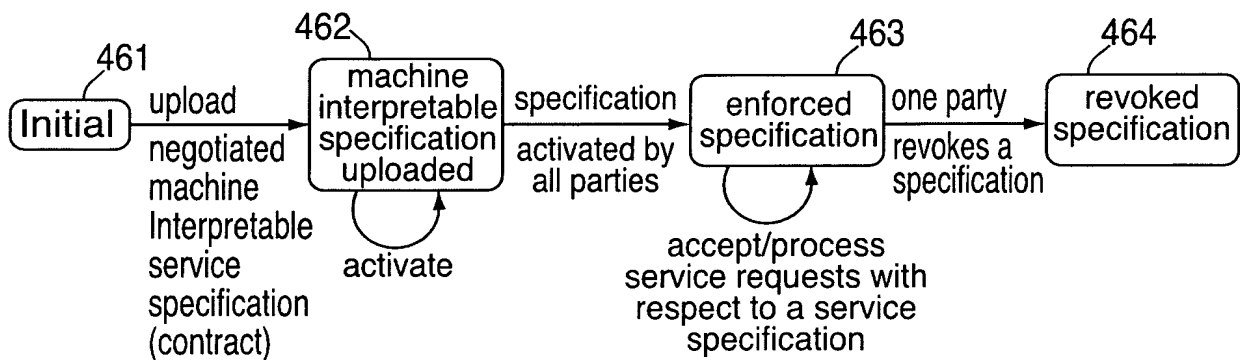 461
Initial
upload
negotiated
machine
Interpretable
service
specification
(contract)
462
machine
interpretable
specification
uploaded
activate
specification
activated by
all parties
463
enforced
specification
accept/process
service requests with
respect to a service
specification
one party
revokes a
specification
464
revoked
specification